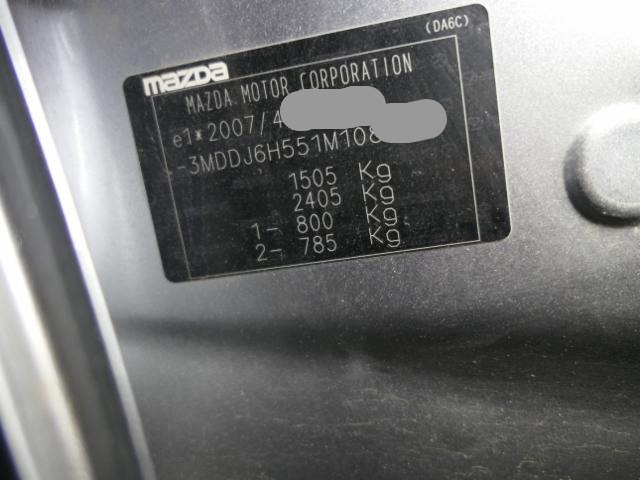 (DA6C)
mazda
MAZDA MOTOR CORPORATION
e1*2007/4
-3MDDJ6H551M108
1505 Kg
2405 Kg
1- 800 Kg
2- 785 Kg